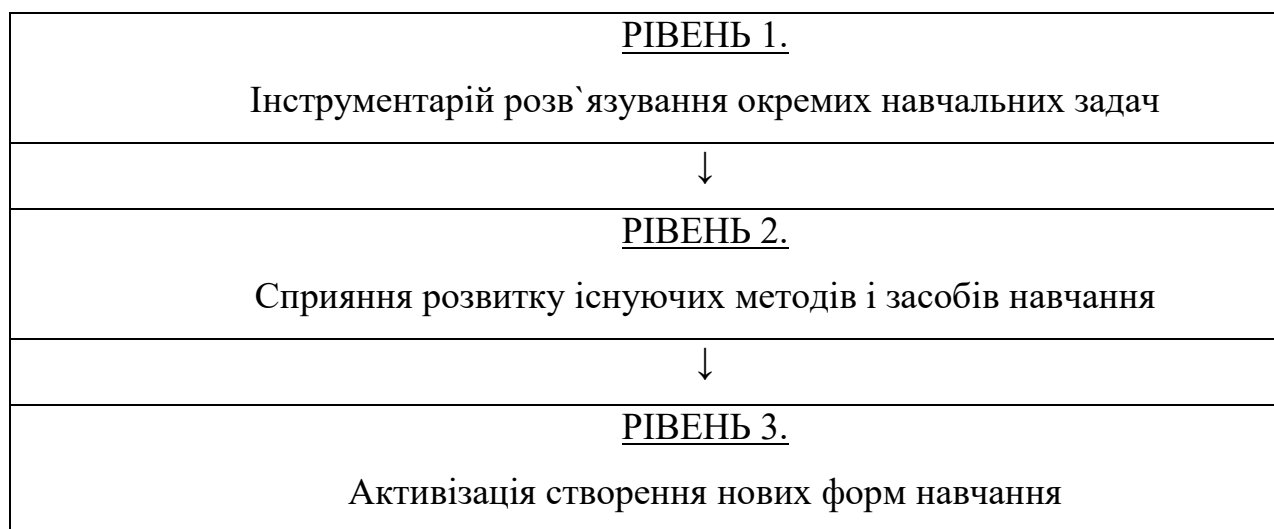 РІВЕНЬ 1.
Інструментарій розв`язування окремих навчальних задач
↓
РІВЕНЬ 2.
Сприяння розвитку існуючих методів і засобів навчання
↓
РІВЕНЬ 3.
Активізація створення нових форм навчання